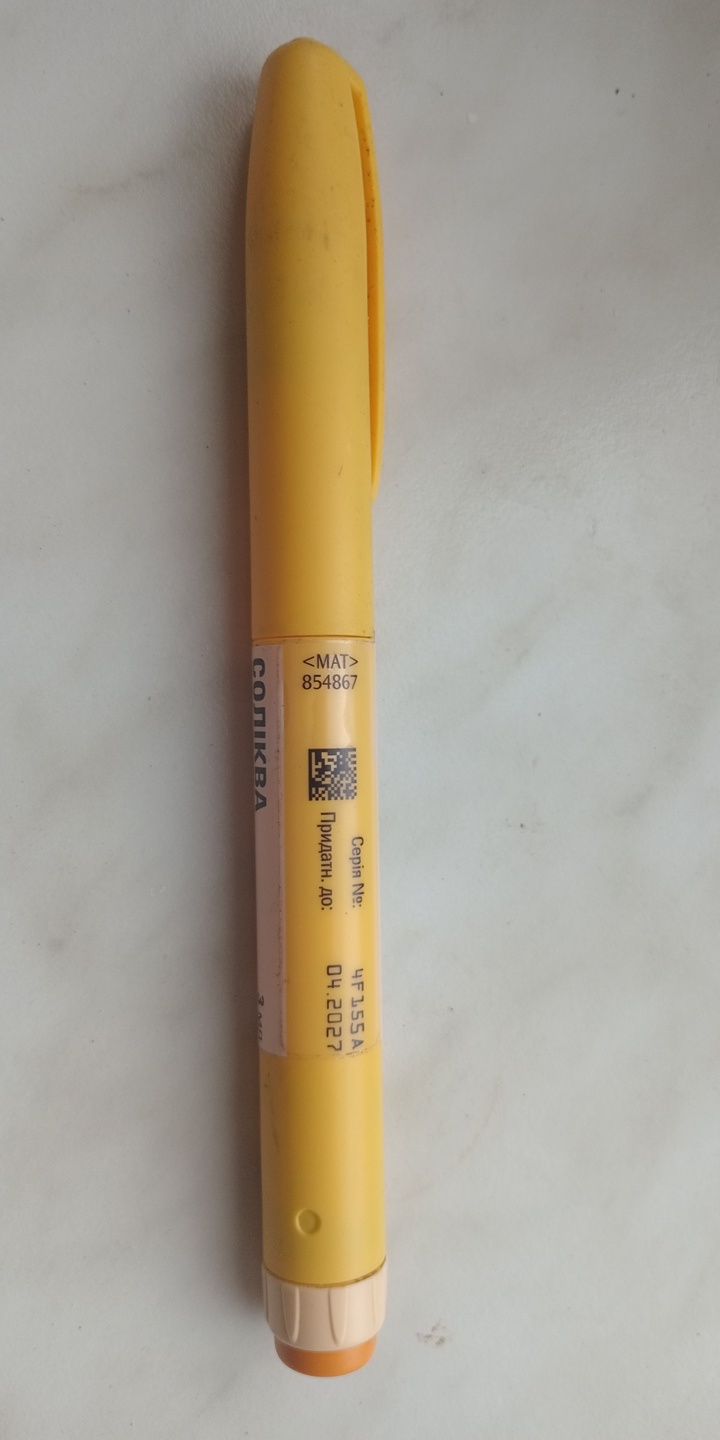 <MAT>
854867
СОЛІКВА
Серія №: 4F155A
Придатн. до: 04.2027